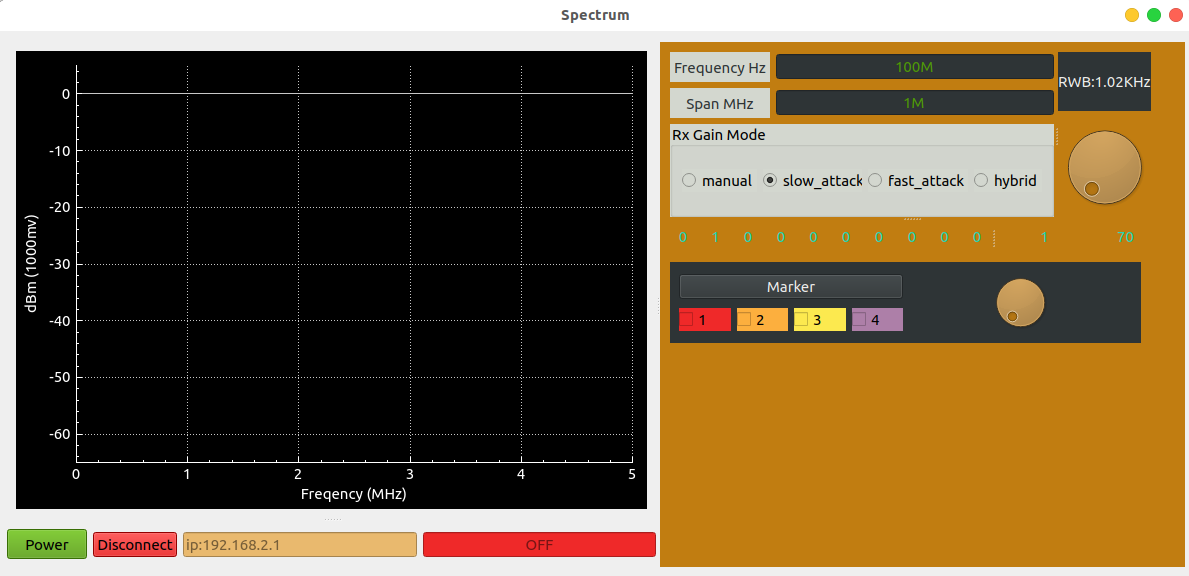 Spectrum
0
-10
-20
-30
-40
-50
-60
dBm (1000mv)
0 1 2 3 4 5
Freqency (MHz)
Power Disconnect ip:192.168.2.1 OFF
Frequency Hz 100M RWB:1.02KHz
Span MHz 1M
Rx Gain Mode
manual slow_attack fast_attack hybrid
0 1 0 0 0 0 0 0 0 0 1 70
Marker
1 2 3 4